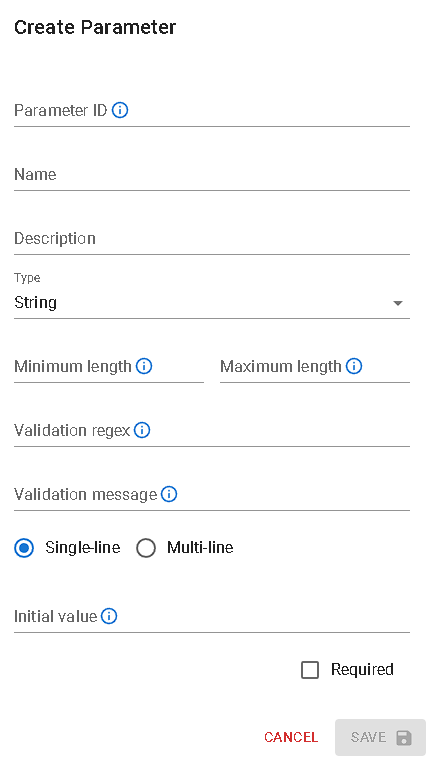 Create Parameter
Parameter ID
Name
Description
Type
String
Minimum length Maximum length
Validation regex
Validation message
Single-line Multi-line
Initial value
Required
CANCEL SAVE